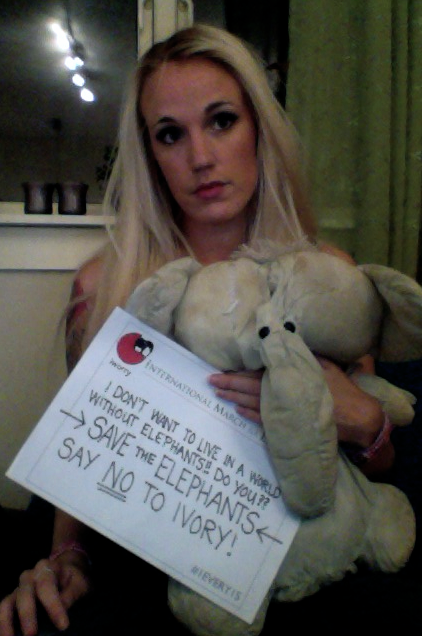 iworry
INTERNATIONAL MARCH
I DON'T WANT TO LIVE IN A WORLD
WITHOUT ELEPHANTS!! DO YOU??
→ SAVE THE ELEPHANTS ←
SAY NO TO IVORY!
#1EVERY15